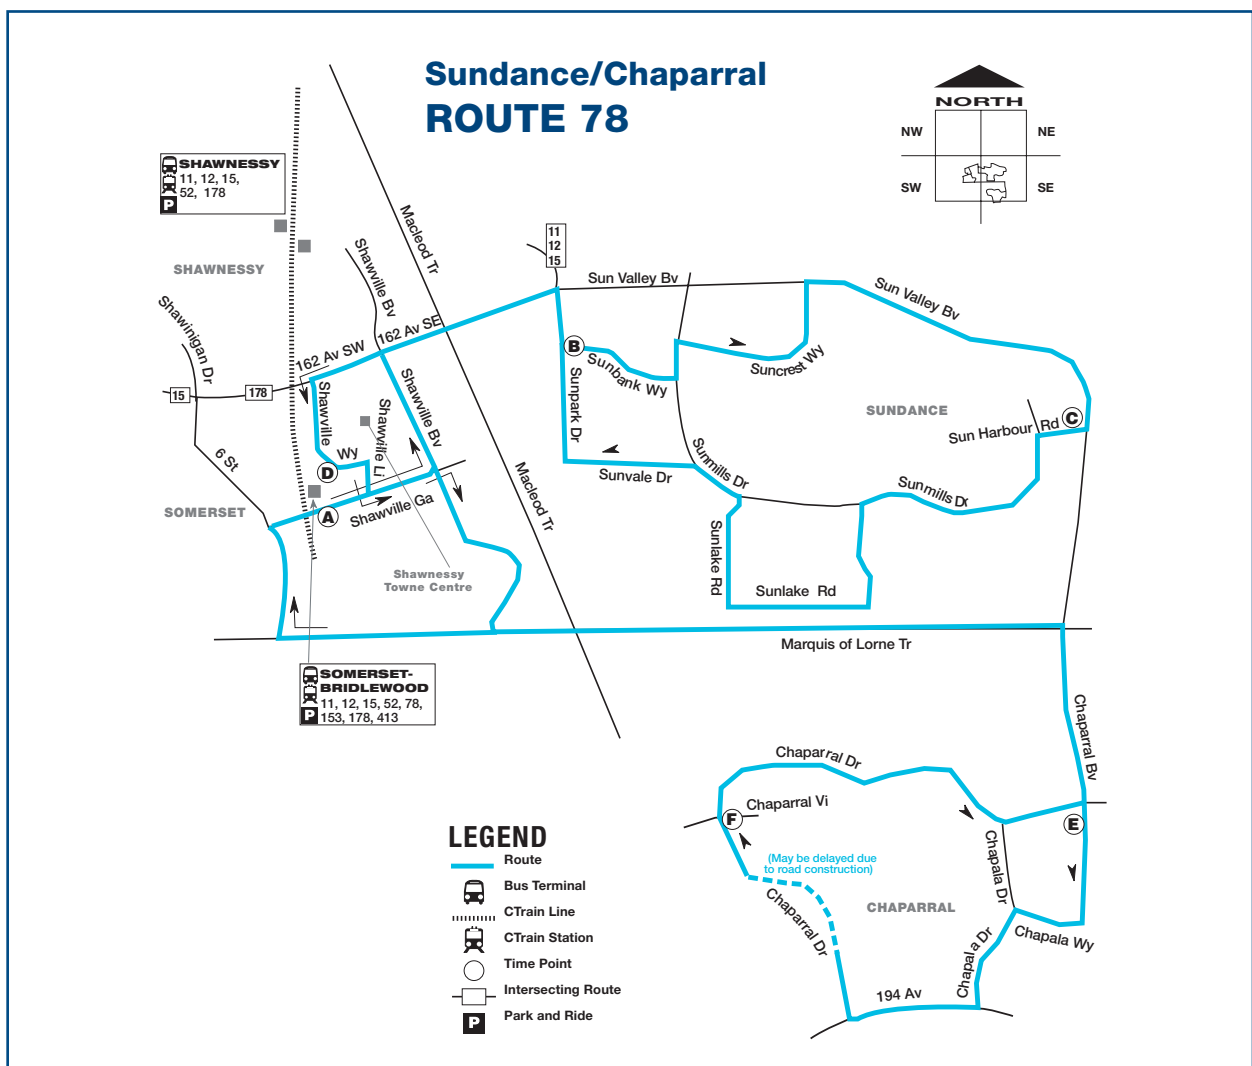 Sundance/Chaparral
ROUTE 78
NORTH
NW
NE
SW
SE
SHAWNESSY
11, 12, 15,
52, 178
P
SHAWNESSY
Macleod Tr
Shawville Bv
11
12
15
Sun Valley Bv
Sun Valley Bv
Shawinigan Dr
162 Av SW
162 Av SE
15
178
B
Sunbank Wy
Suncrest Wy
Sunpark Dr
Shawville
Wy
Shawville Li
Shawville Bv
SUNDANCE
Sun Harbour Rd
C
6 St
D
Sunvale Dr
Sunmills Dr
Sunmills Dr
Macleod Tr
SOMERSET
A
Shawville Ga
Shawnessy
Towne Centre
Sunlake Rd
Sunlake Rd
Marquis of Lorne Tr
SOMERSET-
BRIDLEWOOD
11, 12, 15, 52, 78,
153, 178, 413
P
Chaparral Bv
Chaparral Dr
Chaparral Vi
F
E
(May be delayed due
to road construction)
Chapala Dr
Chaparral Dr
CHAPARRAL
Chapala Dr
Chapala Wy
194 Av
LEGEND
Route
Bus Terminal
CTrain Line
CTrain Station
Time Point
Intersecting Route
P
Park and Ride